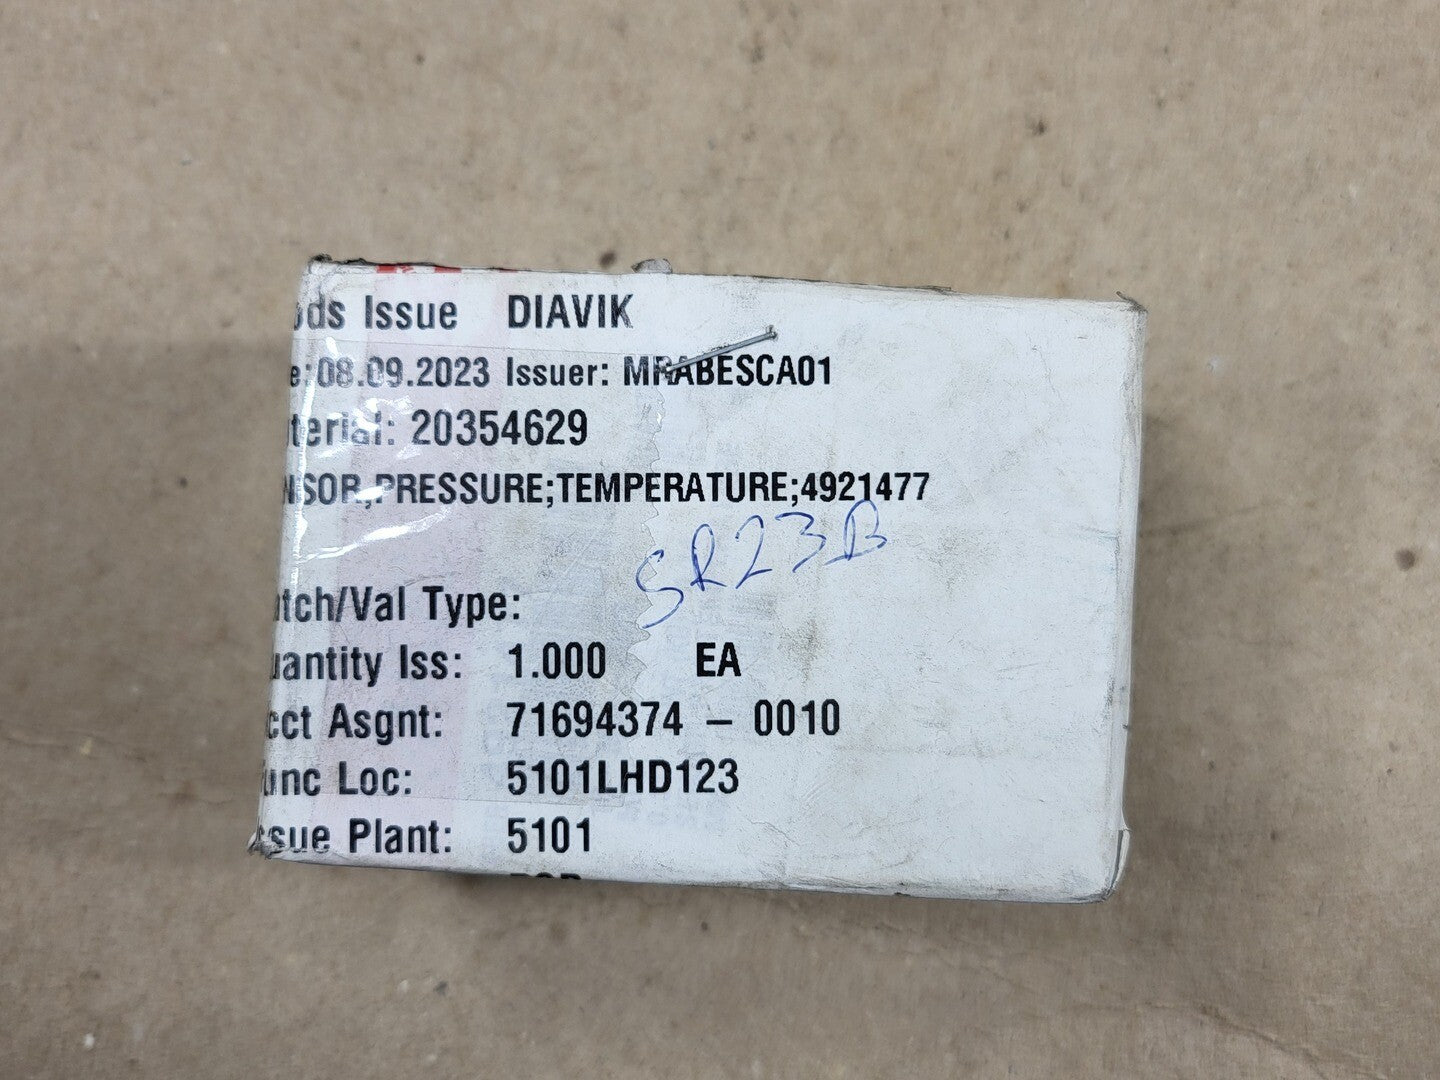 ods Issue DIAVIK
e:08.09.2023 Issuer: MRABESCA01
terial: 20354629
NSOR,PRESSURE;TEMPERATURE;4921477
SR23B
tch/Val Type:
uantity Iss: 1.000 EA
cct Asgnt: 71694374 – 0010
unc Loc: 5101LHD123
ssue Plant: 5101